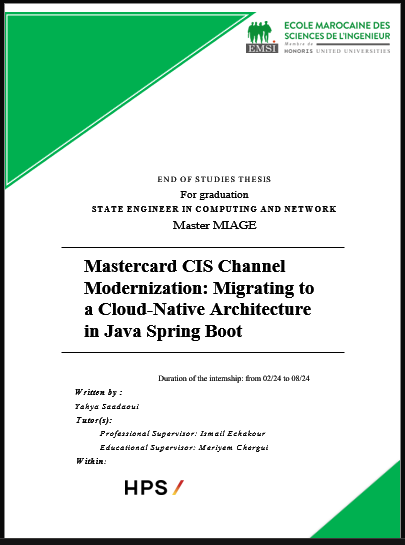 ECOLE MAROCAINE DES
SCIENCES DE L'INGENIEUR
Membre de
HONORIS UNITED UNIVERSITIES
EMSI
END OF STUDIES THESIS
For graduation
STATE ENGINEER IN COMPUTING AND NETWORK
Master MIAGE
Mastercard CIS Channel
Modernization: Migrating to
a Cloud-Native Architecture
in Java Spring Boot
Duration of the internship: from 02/24 to 08/24
Written by :
Yahya Saadaoui
Tutor(s):
Professional Supervisor: Ismail Echakour
Educational Supervisor: Meriyem Chergui
Within:
HPS